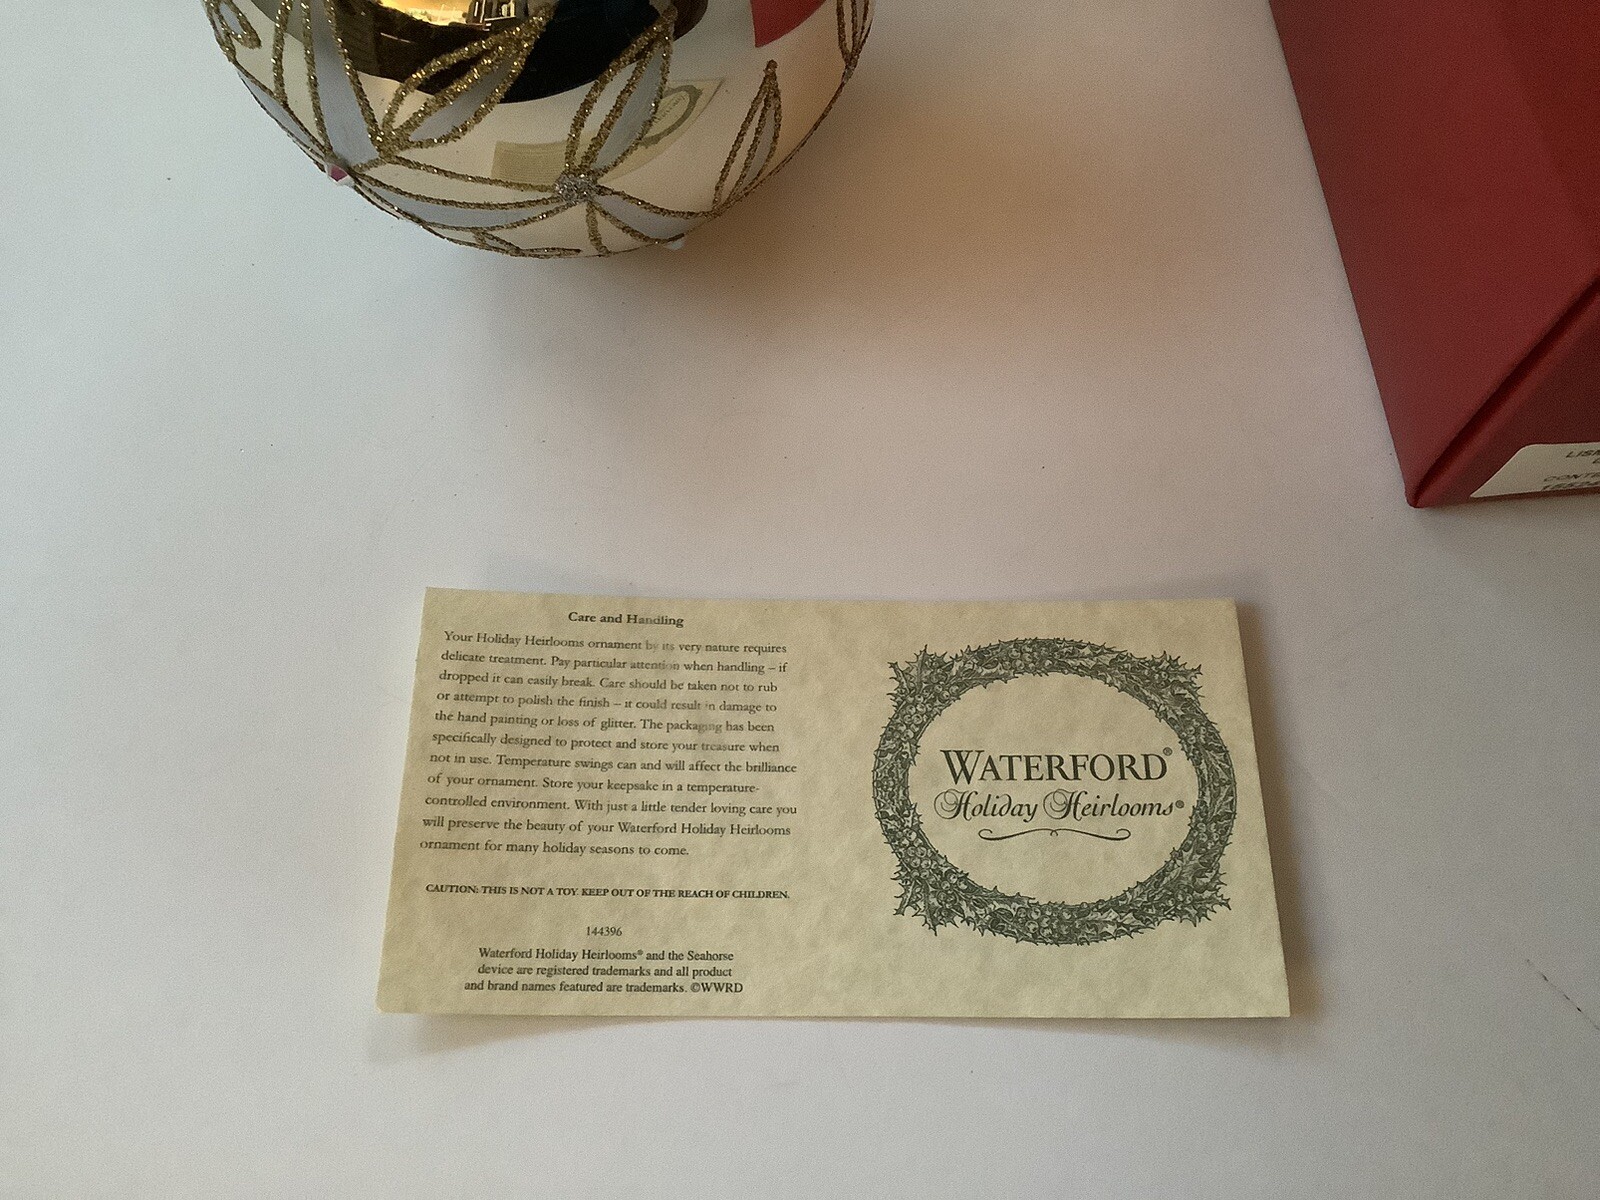 LIS
CONTE
15524
Care and Handling
Your Holiday Heirlooms ornament by its very nature requires
delicate treatment. Pay particular attention when handling – if
dropped it can easily break. Care should be taken not to rub
or attempt to polish the finish – it could result in damage to
the hand painting or loss of glitter. The packaging has been
specifically designed to protect and store your treasure when
not in use. Temperature swings can and will affect the brilliance
of your ornament. Store your keepsake in a temperature-
controlled environment. With just a little tender loving care you
will preserve the beauty of your Waterford Holiday Heirlooms
ornament for many holiday seasons to come.
CAUTION: THIS IS NOT A TOY. KEEP OUT OF THE REACH OF CHILDREN.
144396
Waterford Holiday Heirlooms® and the Seahorse
device are registered trademarks and all product
and brand names featured are trademarks. ©WWRD
WATERFORD®
Holiday Heirlooms®